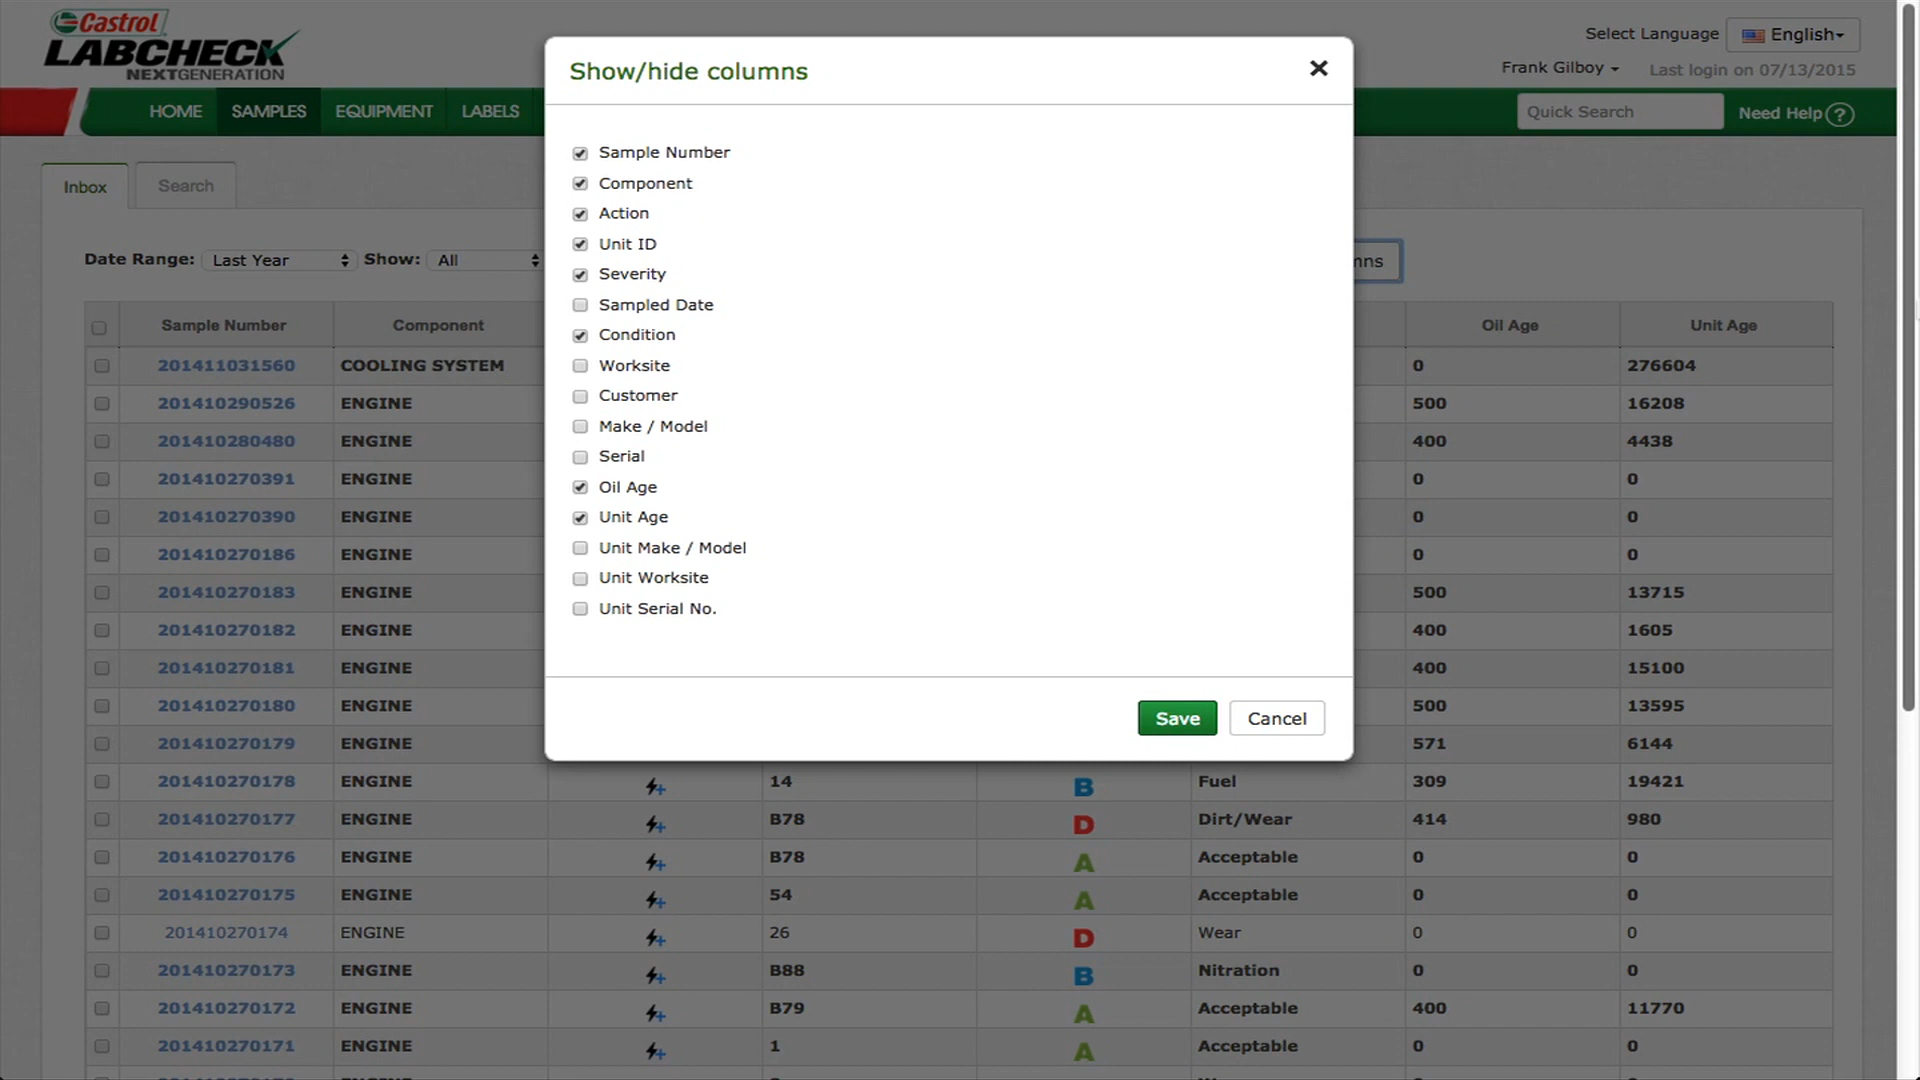 Castrol
LABCHECK
NEXT GENERATION
Select Language English
Frank Gilboy Last login on 07/13/2015
HOME SAMPLES EQUIPMENT LABELS
Quick Search Need Help ?
Show/hide columns
Sample Number
Component
Action
Unit ID
Severity
Sampled Date
Condition
Worksite
Customer
Make / Model
Serial
Oil Age
Unit Age
Unit Make / Model
Unit Worksite
Unit Serial No.
Save Cancel
Inbox Search
Date Range: Last Year Show: All
Sample Number Component Oil Age Unit Age
201411031560 COOLING SYSTEM 0 276604
201410290526 ENGINE 500 16208
201410280480 ENGINE 400 4438
201410270391 ENGINE 0 0
201410270390 ENGINE 0 0
201410270186 ENGINE 0 0
201410270183 ENGINE 500 13715
201410270182 ENGINE 400 1605
201410270181 ENGINE 400 15100
201410270180 ENGINE 500 13595
201410270179 ENGINE 571 6144
201410270178 ENGINE 14 B Fuel 309 19421
201410270177 ENGINE B78 D Dirt/Wear 414 980
201410270176 ENGINE B78 A Acceptable 0 0
201410270175 ENGINE 54 A Acceptable 0 0
201410270174 ENGINE 26 D Wear 0 0
201410270173 ENGINE B88 B Nitration 0 0
201410270172 ENGINE B79 A Acceptable 400 11770
201410270171 ENGINE 1 A Acceptable 0 0